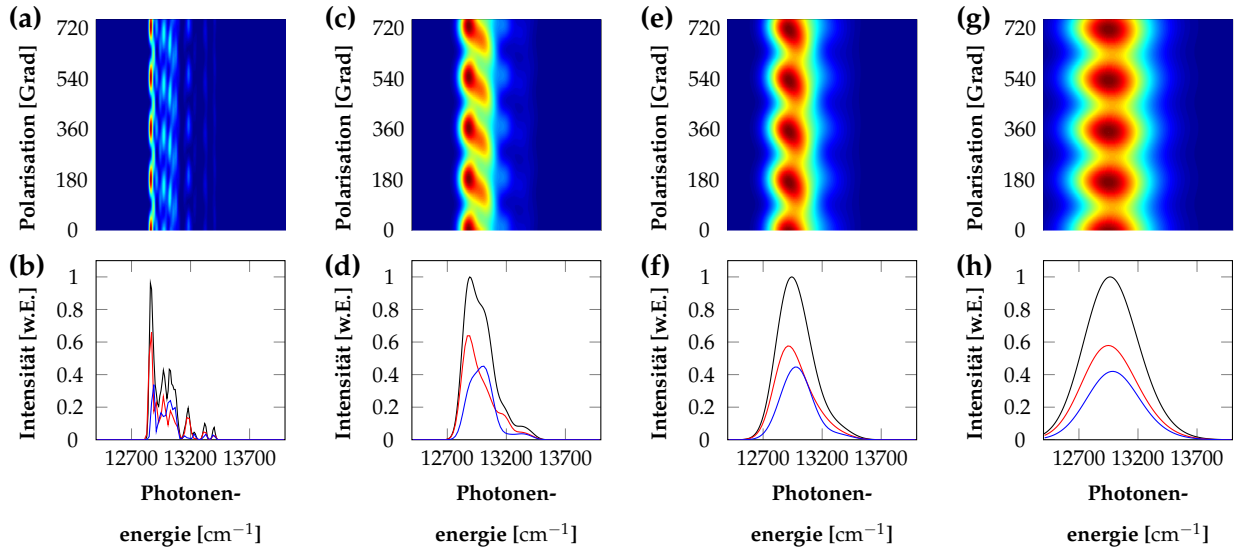 (a) (c) (e) (g)
720 720 720 720
540 540 540 540
360 360 360 360
180 180 180 180
0 0 0 0
Polarisation [Grad] Polarisation [Grad] Polarisation [Grad] Polarisation [Grad]
(b) (d) (f) (h)
1 1 1 1
0.8 0.8 0.8 0.8
0.6 0.6 0.6 0.6
0.4 0.4 0.4 0.4
0.2 0.2 0.2 0.2
0 0 0 0
Intensität [w.E.] Intensität [w.E.] Intensität [w.E.] Intensität [w.E.]
12700 13200 13700 12700 13200 13700 12700 13200 13700 12700 13200 13700
Photonen- Photonen- Photonen- Photonen-
energie [cm⁻¹] energie [cm⁻¹] energie [cm⁻¹] energie [cm⁻¹]